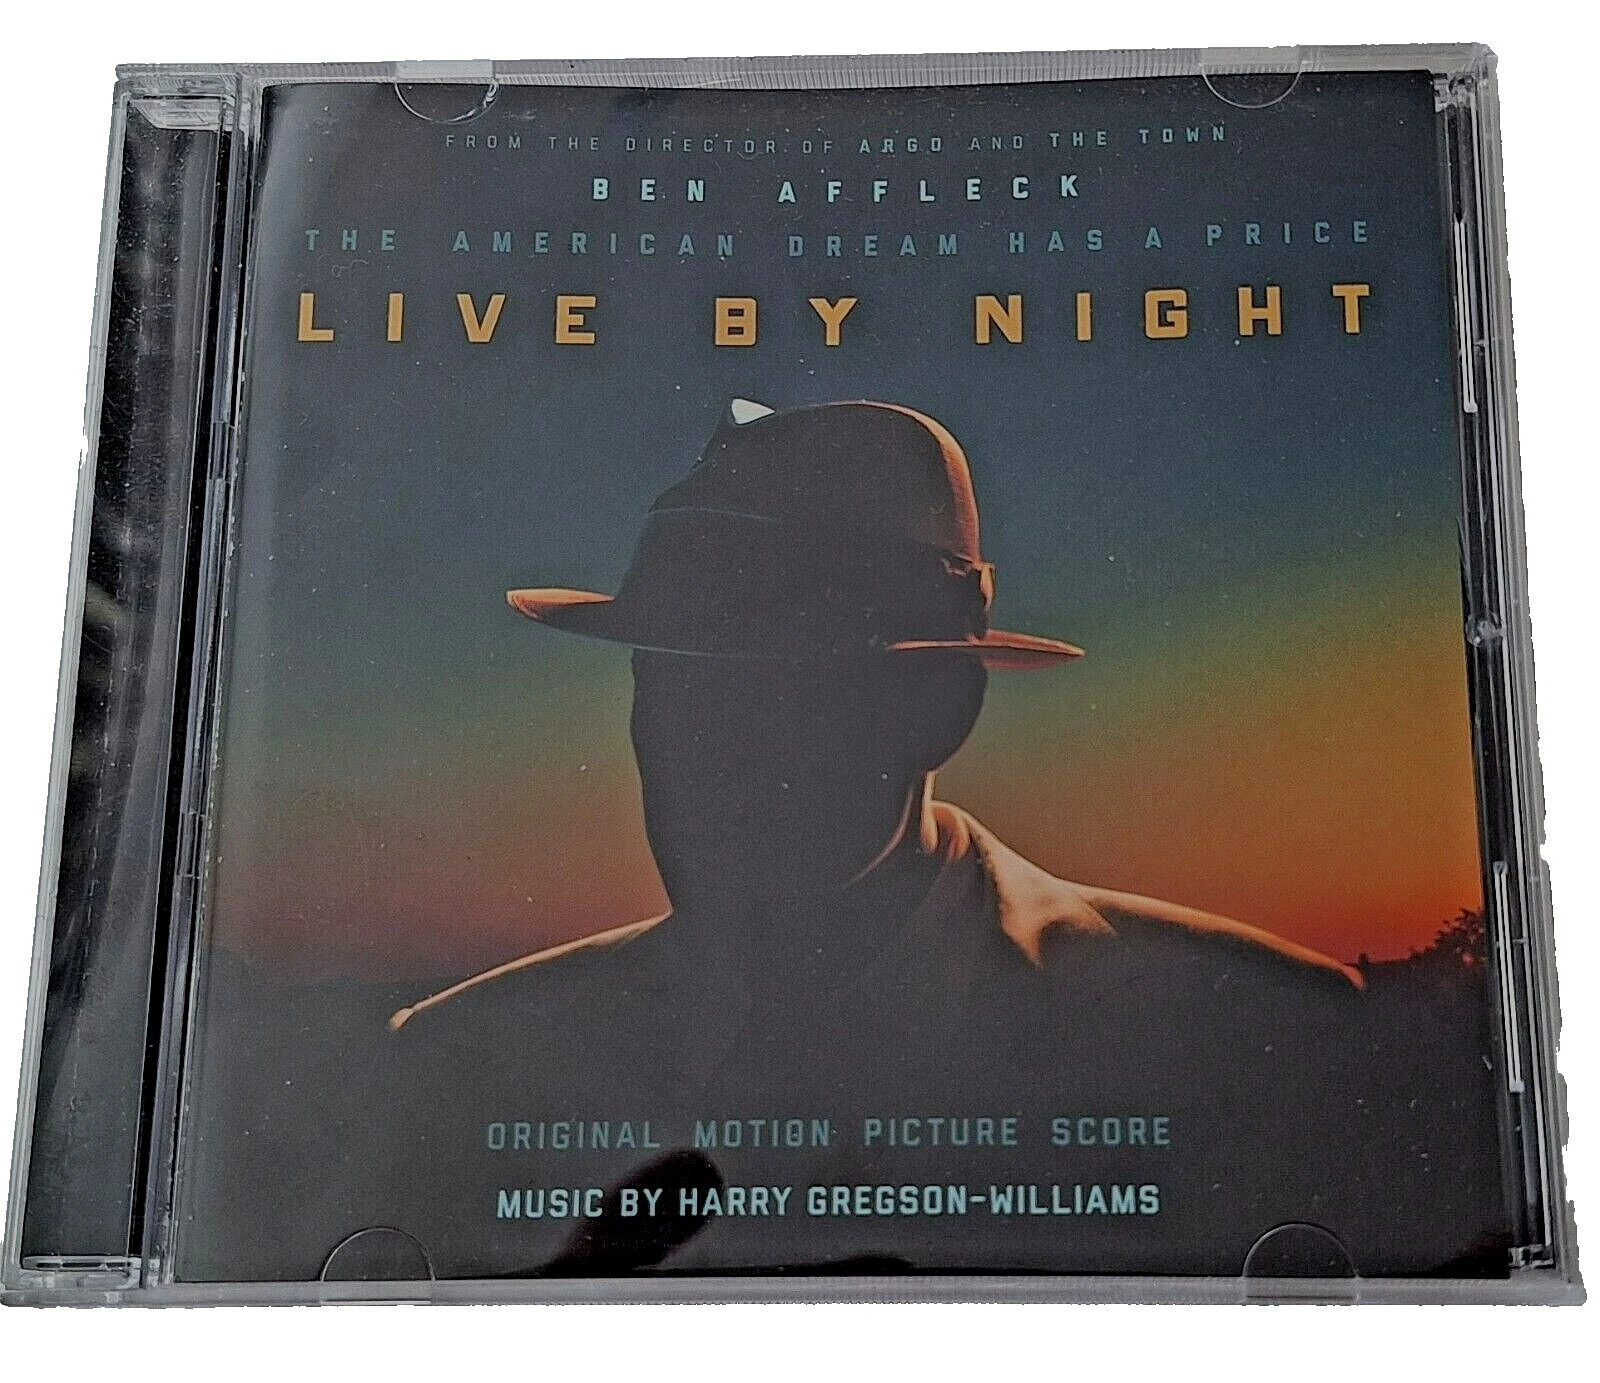 FROM THE DIRECTOR OF ARGO AND THE TOWN
BEN AFFLECK
THE AMERICAN DREAM HAS A PRICE
LIVE BY NIGHT
ORIGINAL MOTION PICTURE SCORE
MUSIC BY HARRY GREGSON-WILLIAMS